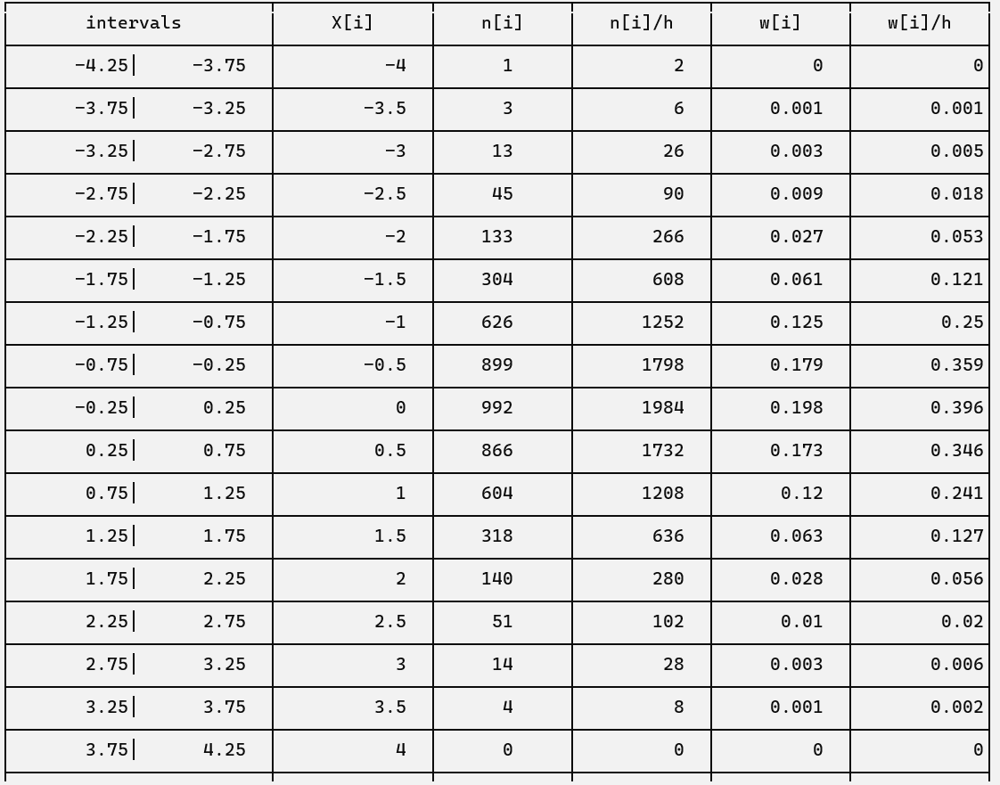 intervals X[i] n[i] n[i]/h w[i] w[i]/h
-4.25| -3.75 -4 1 2 0 0
-3.75| -3.25 -3.5 3 6 0.001 0.001
-3.25| -2.75 -3 13 26 0.003 0.005
-2.75| -2.25 -2.5 45 90 0.009 0.018
-2.25| -1.75 -2 133 266 0.027 0.053
-1.75| -1.25 -1.5 304 608 0.061 0.121
-1.25| -0.75 -1 626 1252 0.125 0.25
-0.75| -0.25 -0.5 899 1798 0.179 0.359
-0.25| 0.25 0 992 1984 0.198 0.396
0.25| 0.75 0.5 866 1732 0.173 0.346
0.75| 1.25 1 604 1208 0.12 0.241
1.25| 1.75 1.5 318 636 0.063 0.127
1.75| 2.25 2 140 280 0.028 0.056
2.25| 2.75 2.5 51 102 0.01 0.02
2.75| 3.25 3 14 28 0.003 0.006
3.25| 3.75 3.5 4 8 0.001 0.002
3.75| 4.25 4 0 0 0 0